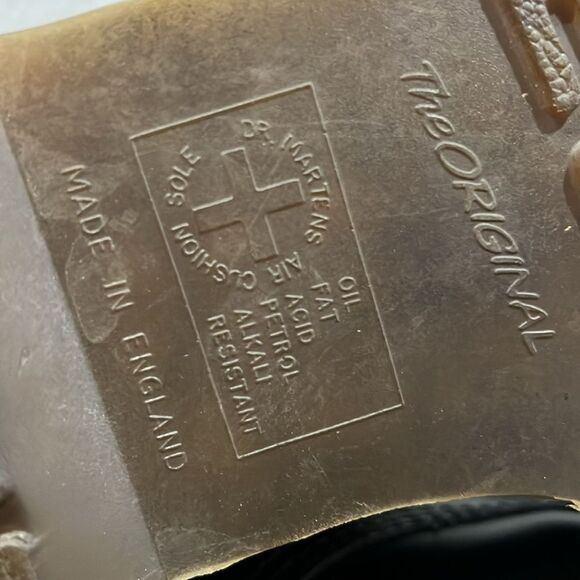 The ORIGINAL
DR. MARTENS AIR CUSHION SOLE
OIL
FAT
ACID
PETROL
ALKALI
RESISTANT
MADE IN ENGLAND